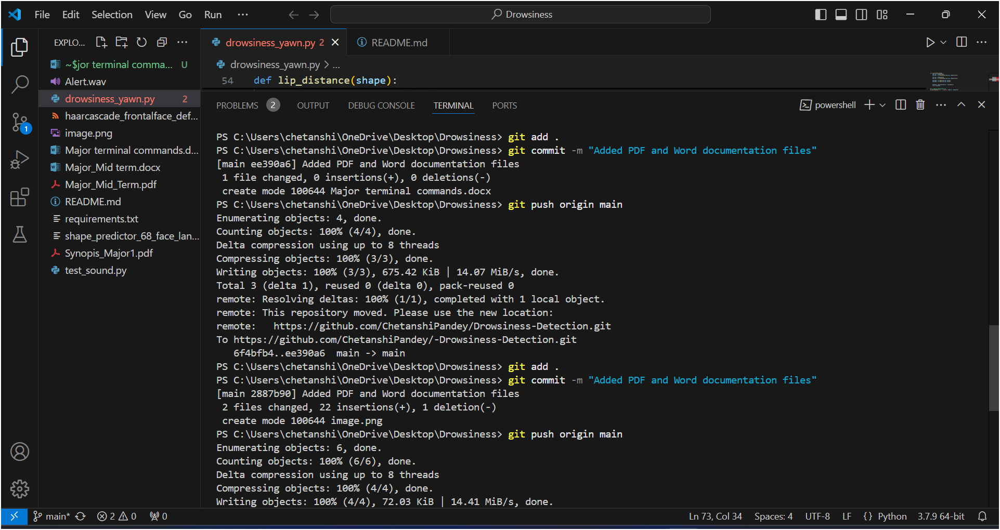 File Edit Selection View Go Run ···
Drowsiness
EXPLO... ···
~$jor terminal comma... U
Alert.wav
drowsiness_yawn.py 2
haarcascade_frontalface_def...
image.png
Major terminal commands.d...
Major_Mid term.docx
Major_Mid_Term.pdf
README.md
requirements.txt
shape_predictor_68_face_lan...
Synopis_Major1.pdf
test_sound.py
1
drowsiness_yawn.py 2
README.md
drowsiness_yawn.py > ...
54 def lip_distance(shape):
PROBLEMS 2 OUTPUT DEBUG CONSOLE TERMINAL PORTS
powershell
PS C:\Users\chetanshi\OneDrive\Desktop\Drowsiness> git add .
PS C:\Users\chetanshi\OneDrive\Desktop\Drowsiness> git commit -m "Added PDF and Word documentation files"
[main ee390a6] Added PDF and Word documentation files
1 file changed, 0 insertions(+), 0 deletions(-)
create mode 100644 Major terminal commands.docx
PS C:\Users\chetanshi\OneDrive\Desktop\Drowsiness> git push origin main
Enumerating objects: 4, done.
Counting objects: 100% (4/4), done.
Delta compression using up to 8 threads
Compressing objects: 100% (3/3), done.
Writing objects: 100% (3/3), 675.42 KiB | 14.07 MiB/s, done.
Total 3 (delta 1), reused 0 (delta 0), pack-reused 0
remote: Resolving deltas: 100% (1/1), completed with 1 local object.
remote: This repository moved. Please use the new location:
remote:   https://github.com/ChetanshiPandey/Drowsiness-Detection.git
To https://github.com/ChetanshiPandey/-Drowsiness-Detection.git
6f4bfb4..ee390a6  main -> main
PS C:\Users\chetanshi\OneDrive\Desktop\Drowsiness> git add .
PS C:\Users\chetanshi\OneDrive\Desktop\Drowsiness> git commit -m "Added PDF and Word documentation files"
[main 2887b90] Added PDF and Word documentation files
2 files changed, 22 insertions(+), 1 deletion(-)
create mode 100644 image.png
PS C:\Users\chetanshi\OneDrive\Desktop\Drowsiness> git push origin main
Enumerating objects: 6, done.
Counting objects: 100% (6/6), done.
Delta compression using up to 8 threads
Compressing objects: 100% (4/4), done.
Writing objects: 100% (4/4), 72.03 KiB | 14.41 MiB/s, done.
main* 2 0 0
Ln 73, Col 34 Spaces: 4 UTF-8 LF {} Python 3.7.9 64-bit